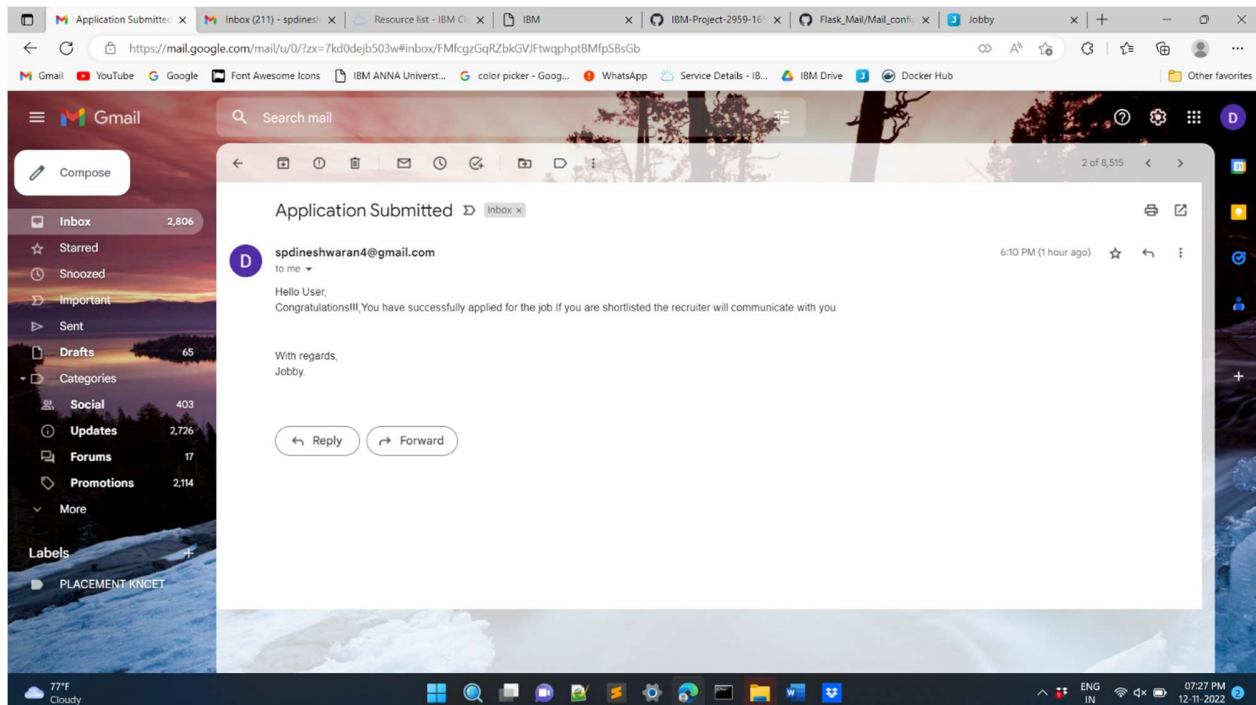 Application Submitted
Inbox (211) - spdinesh
Resource list - IBM Clo
IBM
IBM-Project-2959-165
Flask_Mail/Mail_config
Jobby
https://mail.google.com/mail/u/0/?zx=7kd0dejb503w#inbox/FMfcgzGqRZbkGVJFtwqphptBMfpSBsGb
Gmail YouTube Google Font Awesome Icons IBM ANNA Universt... color picker - Goog... WhatsApp Service Details - IB... IBM Drive Docker Hub Other favorites
Gmail
Search mail
D
Compose
2 of 8,515
Inbox 2,806
Starred
Snoozed
Important
Sent
Drafts 65
Categories
Social 403
Updates 2,726
Forums 17
Promotions 2,114
More
Labels
PLACEMENT KNCET
Application Submitted Inbox x
D
spdineshwaran4@gmail.com 6:10 PM (1 hour ago)
to me
Hello User,
Congratulations!!!,You have successfully applied for the job.If you are shortlisted the recruiter will communicate with you
With regards,
Jobby.
Reply Forward
77°F
Cloudy
ENG
IN
07:27 PM
12-11-2022
2